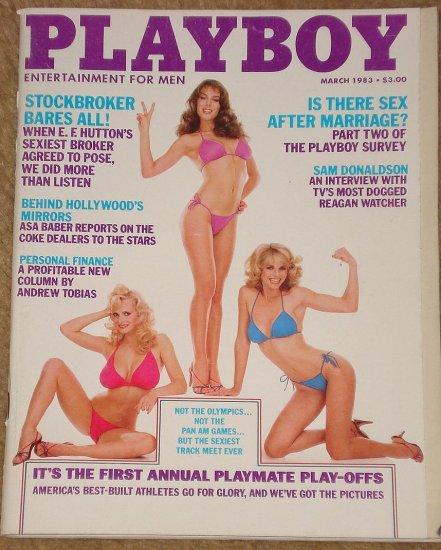 PLAYBOY
ENTERTAINMENT FOR MEN
MARCH 1983 • $3.00
STOCKBROKER
BARES ALL!
WHEN E. F. HUTTON'S
SEXIEST BROKER
AGREED TO POSE,
WE DID MORE
THAN LISTEN
BEHIND HOLLYWOOD'S
MIRRORS
ASA BABER REPORTS ON THE
COKE DEALERS TO THE STARS
PERSONAL FINANCE
A PROFITABLE NEW
COLUMN BY
ANDREW TOBIAS
IS THERE SEX
AFTER MARRIAGE?
PART TWO OF
THE PLAYBOY SURVEY
SAM DONALDSON
AN INTERVIEW WITH
TV'S MOST DOGGED
REAGAN WATCHER
NOT THE OLYMPICS...
NOT THE
PAN AM GAMES...
BUT THE SEXIEST
TRACK MEET EVER
IT'S THE FIRST ANNUAL PLAYMATE PLAY-OFFS
AMERICA'S BEST-BUILT ATHLETES GO FOR GLORY, AND WE'VE GOT THE PICTURES